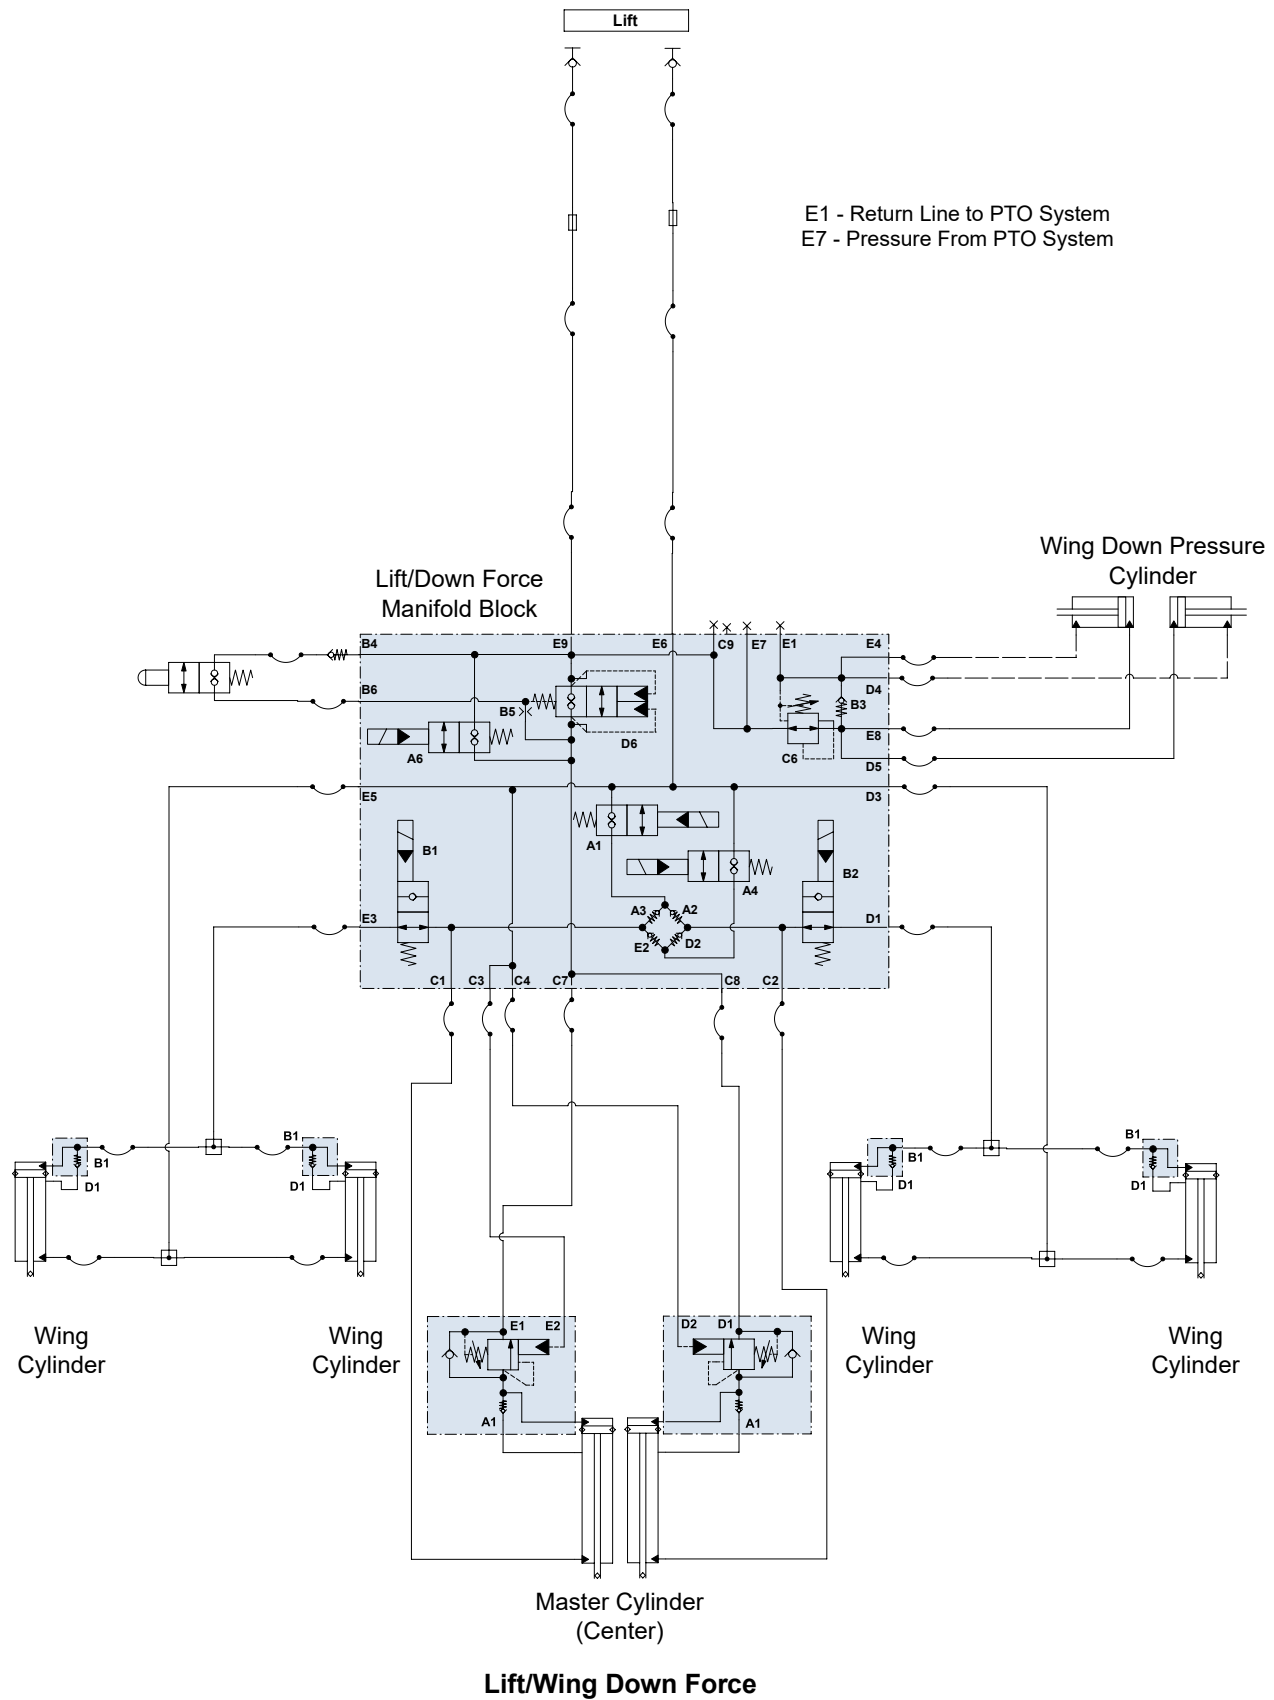 Lift
E1 - Return Line to PTO System
E7 - Pressure From PTO System
Wing Down Pressure
Cylinder
Lift/Down Force
Manifold Block
B4
E9
E6
C9
E7
E1
E4
D4
B6
B3
B5
D6
E8
A6
C6
D5
E5
D3
A1
B1
B2
A4
A3
A2
E3
D1
E2
D2
C1
C3
C4
C7
C8
C2
B1
B1
D1
D1
B1
B1
D1
D1
Wing
Cylinder
Wing
Cylinder
E1
E2
D2
D1
Wing
Cylinder
Wing
Cylinder
A1
A1
Master Cylinder
(Center)
Lift/Wing Down Force